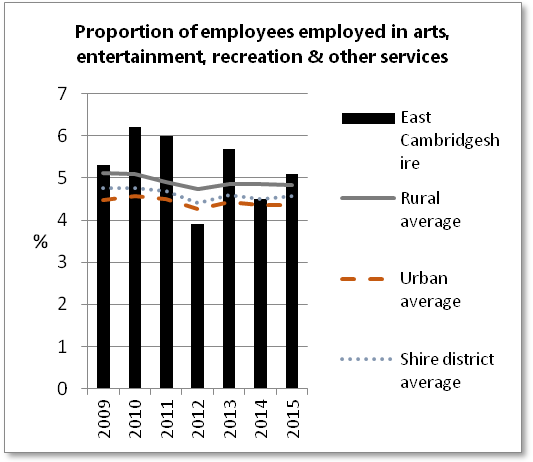 Proportion of employees employed in arts,
entertainment, recreation & other services
7
6
5
4
3
2
1
0
%
2009
2010
2011
2012
2013
2014
2015
East
Cambridgesh
ire
Rural
average
Urban
average
Shire district
average